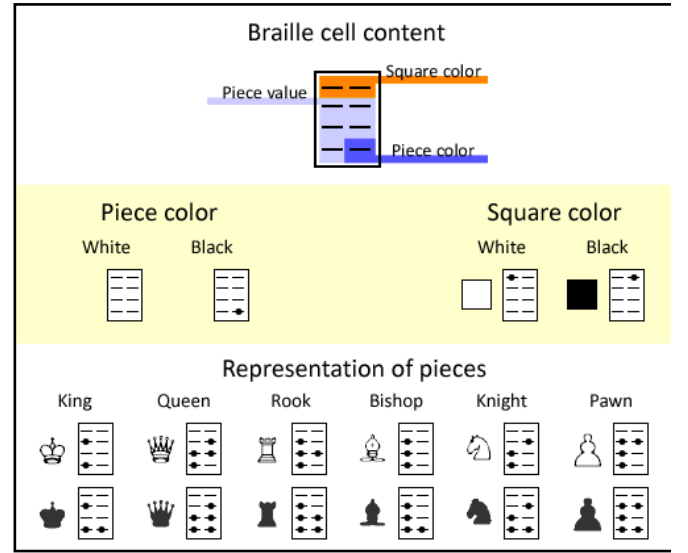 Braille cell content
Square color
Piece value
Piece color
Piece color
Square color
White Black
White Black
Representation of pieces
King Queen Rook Bishop Knight Pawn